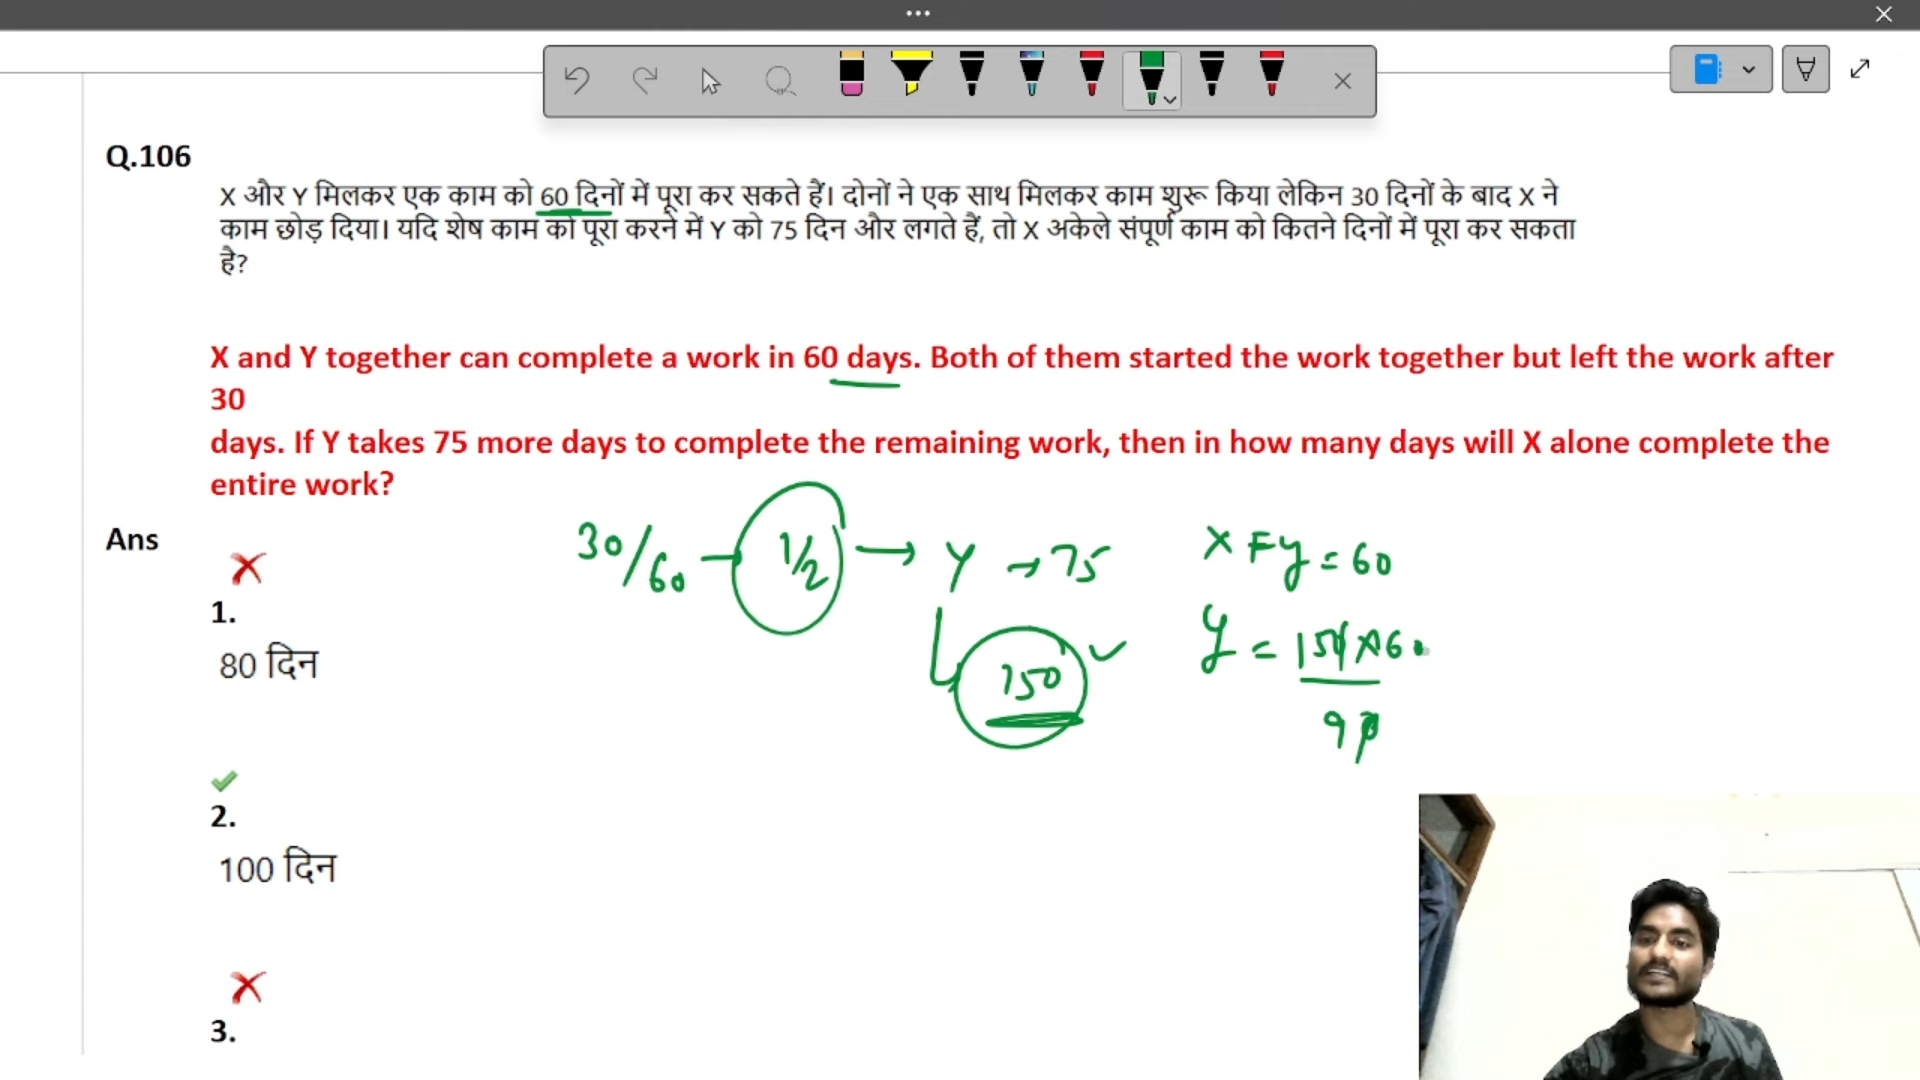 Q.106
X और Y मिलकर एक काम को 60 दिनों में पूरा कर सकते हैं। दोनों ने एक साथ मिलकर काम शुरू किया लेकिन 30 दिनों के बाद X ने
काम छोड़ दिया। यदि शेष काम को पूरा करने में Y को 75 दिन और लगते हैं, तो X अकेले संपूर्ण काम को कितने दिनों में पूरा कर सकता
है?
X and Y together can complete a work in 60 days. Both of them started the work together but left the work after
30
days. If Y takes 75 more days to complete the remaining work, then in how many days will X alone complete the
entire work?
Ans
30/60 → 1/2 → Y → 75
150
X + y = 60
y = 150 × 60
90
1.
80 दिन
2.
100 दिन
3.